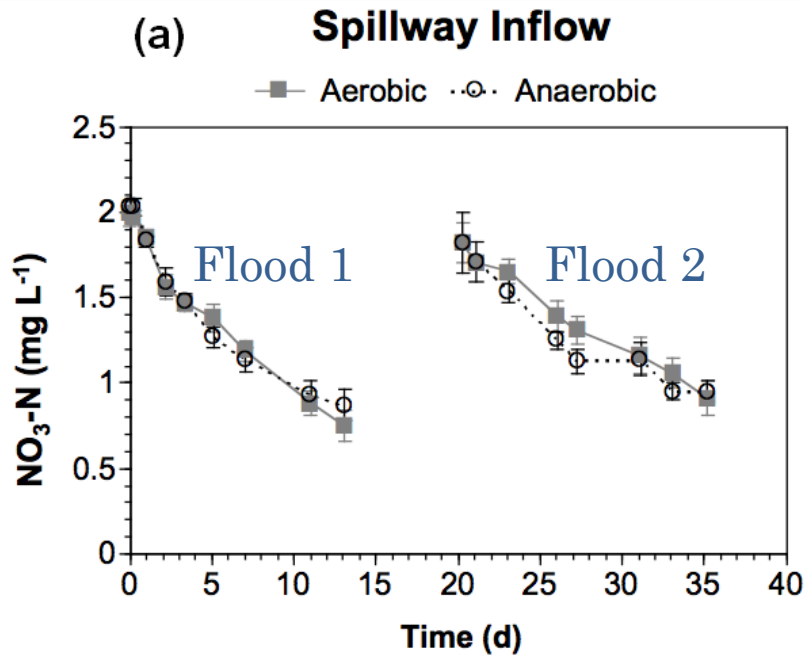 (a) Spillway Inflow
Aerobic Anaerobic
2.5
2
1.5
1
0.5
0
NO₃-N (mg L⁻¹)
Flood 1 Flood 2
0 5 10 15 20 25 30 35 40
Time (d)